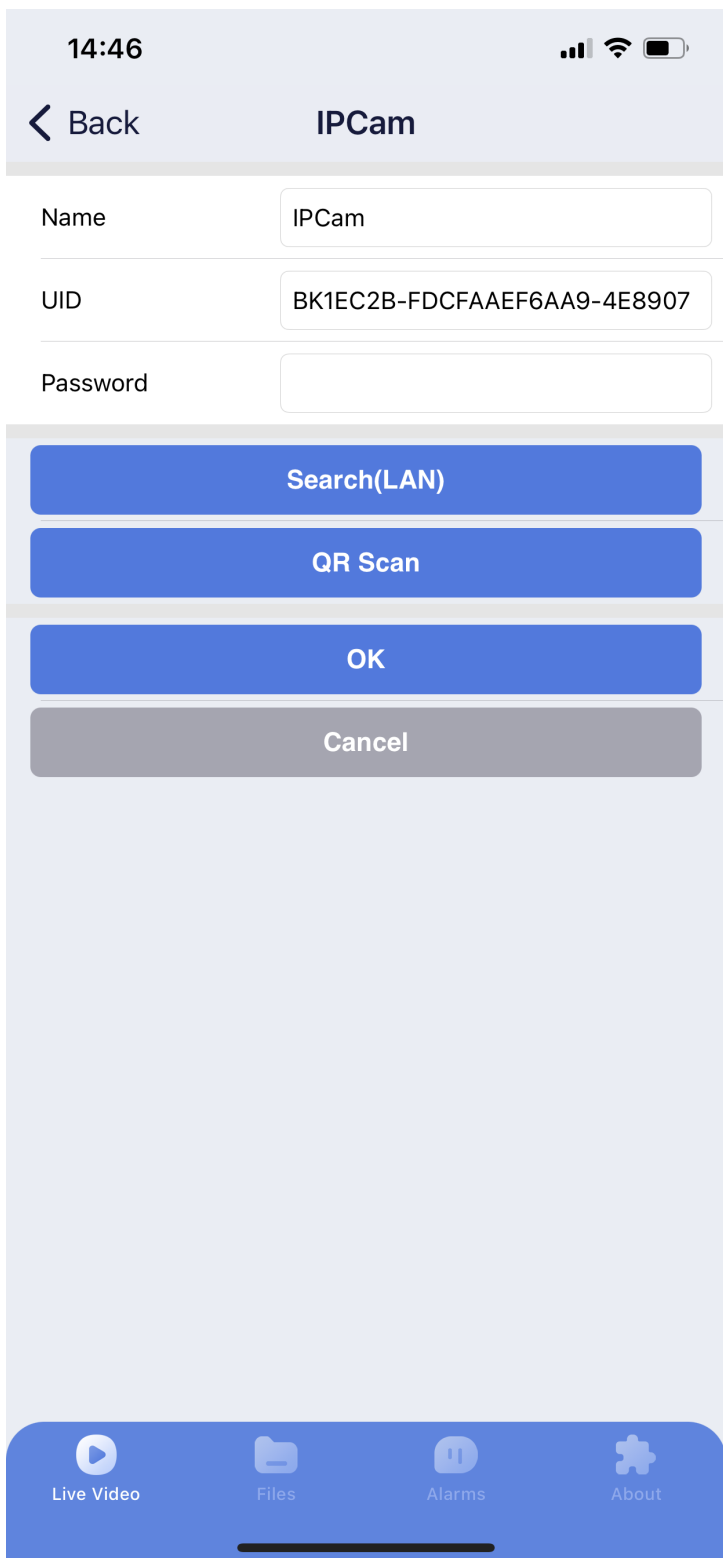 14:46
Back
IPCam
Name
IPCam
UID
BK1EC2B-FDCFAAEF6AA9-4E8907
Password
Search(LAN)
QR Scan
OK
Cancel
Live Video
Files
Alarms
About